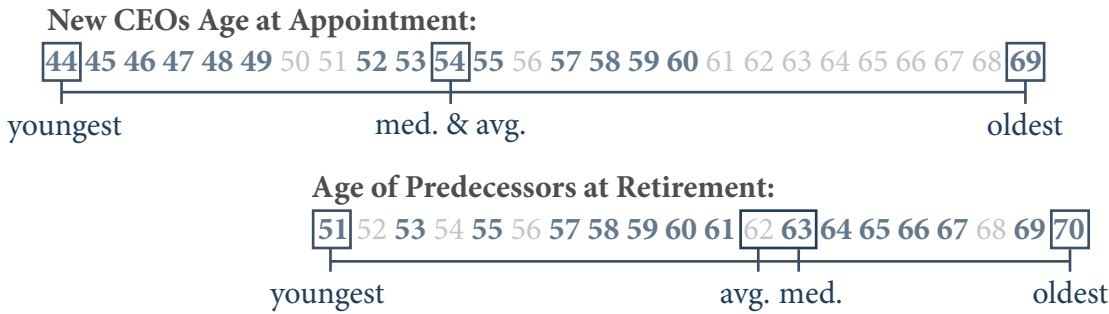 New CEOs Age at Appointment:
44 45 46 47 48 49 50 51 52 53 54 55 56 57 58 59 60 61 62 63 64 65 66 67 68 69
youngest med. & avg. oldest
Age of Predecessors at Retirement:
51 52 53 54 55 56 57 58 59 60 61 62 63 64 65 66 67 68 69 70
youngest avg. med. oldest